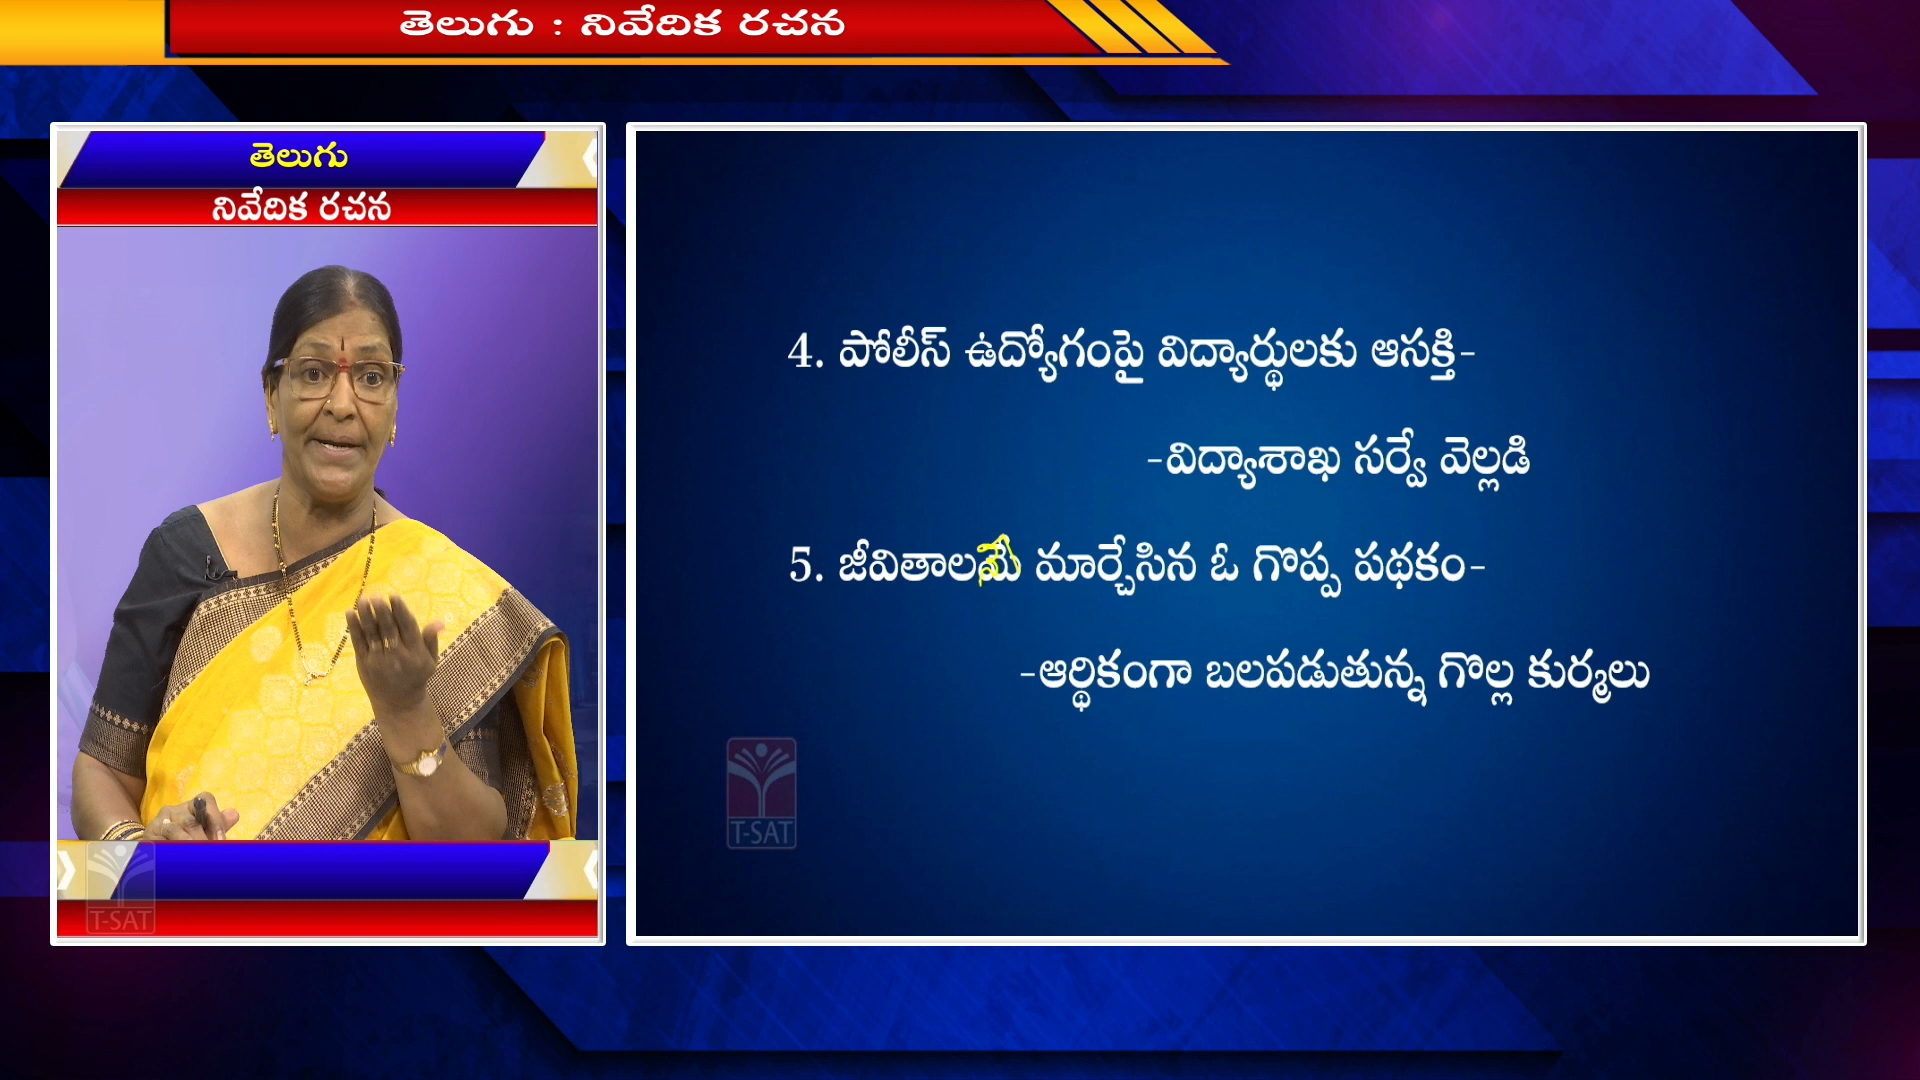 తెలుగు : నివేదిక రచన
తెలుగు
నివేదిక రచన
4. పోలీస్ ఉద్యోగంపై విద్యార్థులకు ఆసక్తి-
-విద్యాశాఖ సర్వే వెల్లడి
5. జీవితాలనే మార్చేసిన ఓ గొప్ప పథకం-
-ఆర్థికంగా బలపడుతున్న గొల్ల కుర్మలు
T-SAT
T-SAT